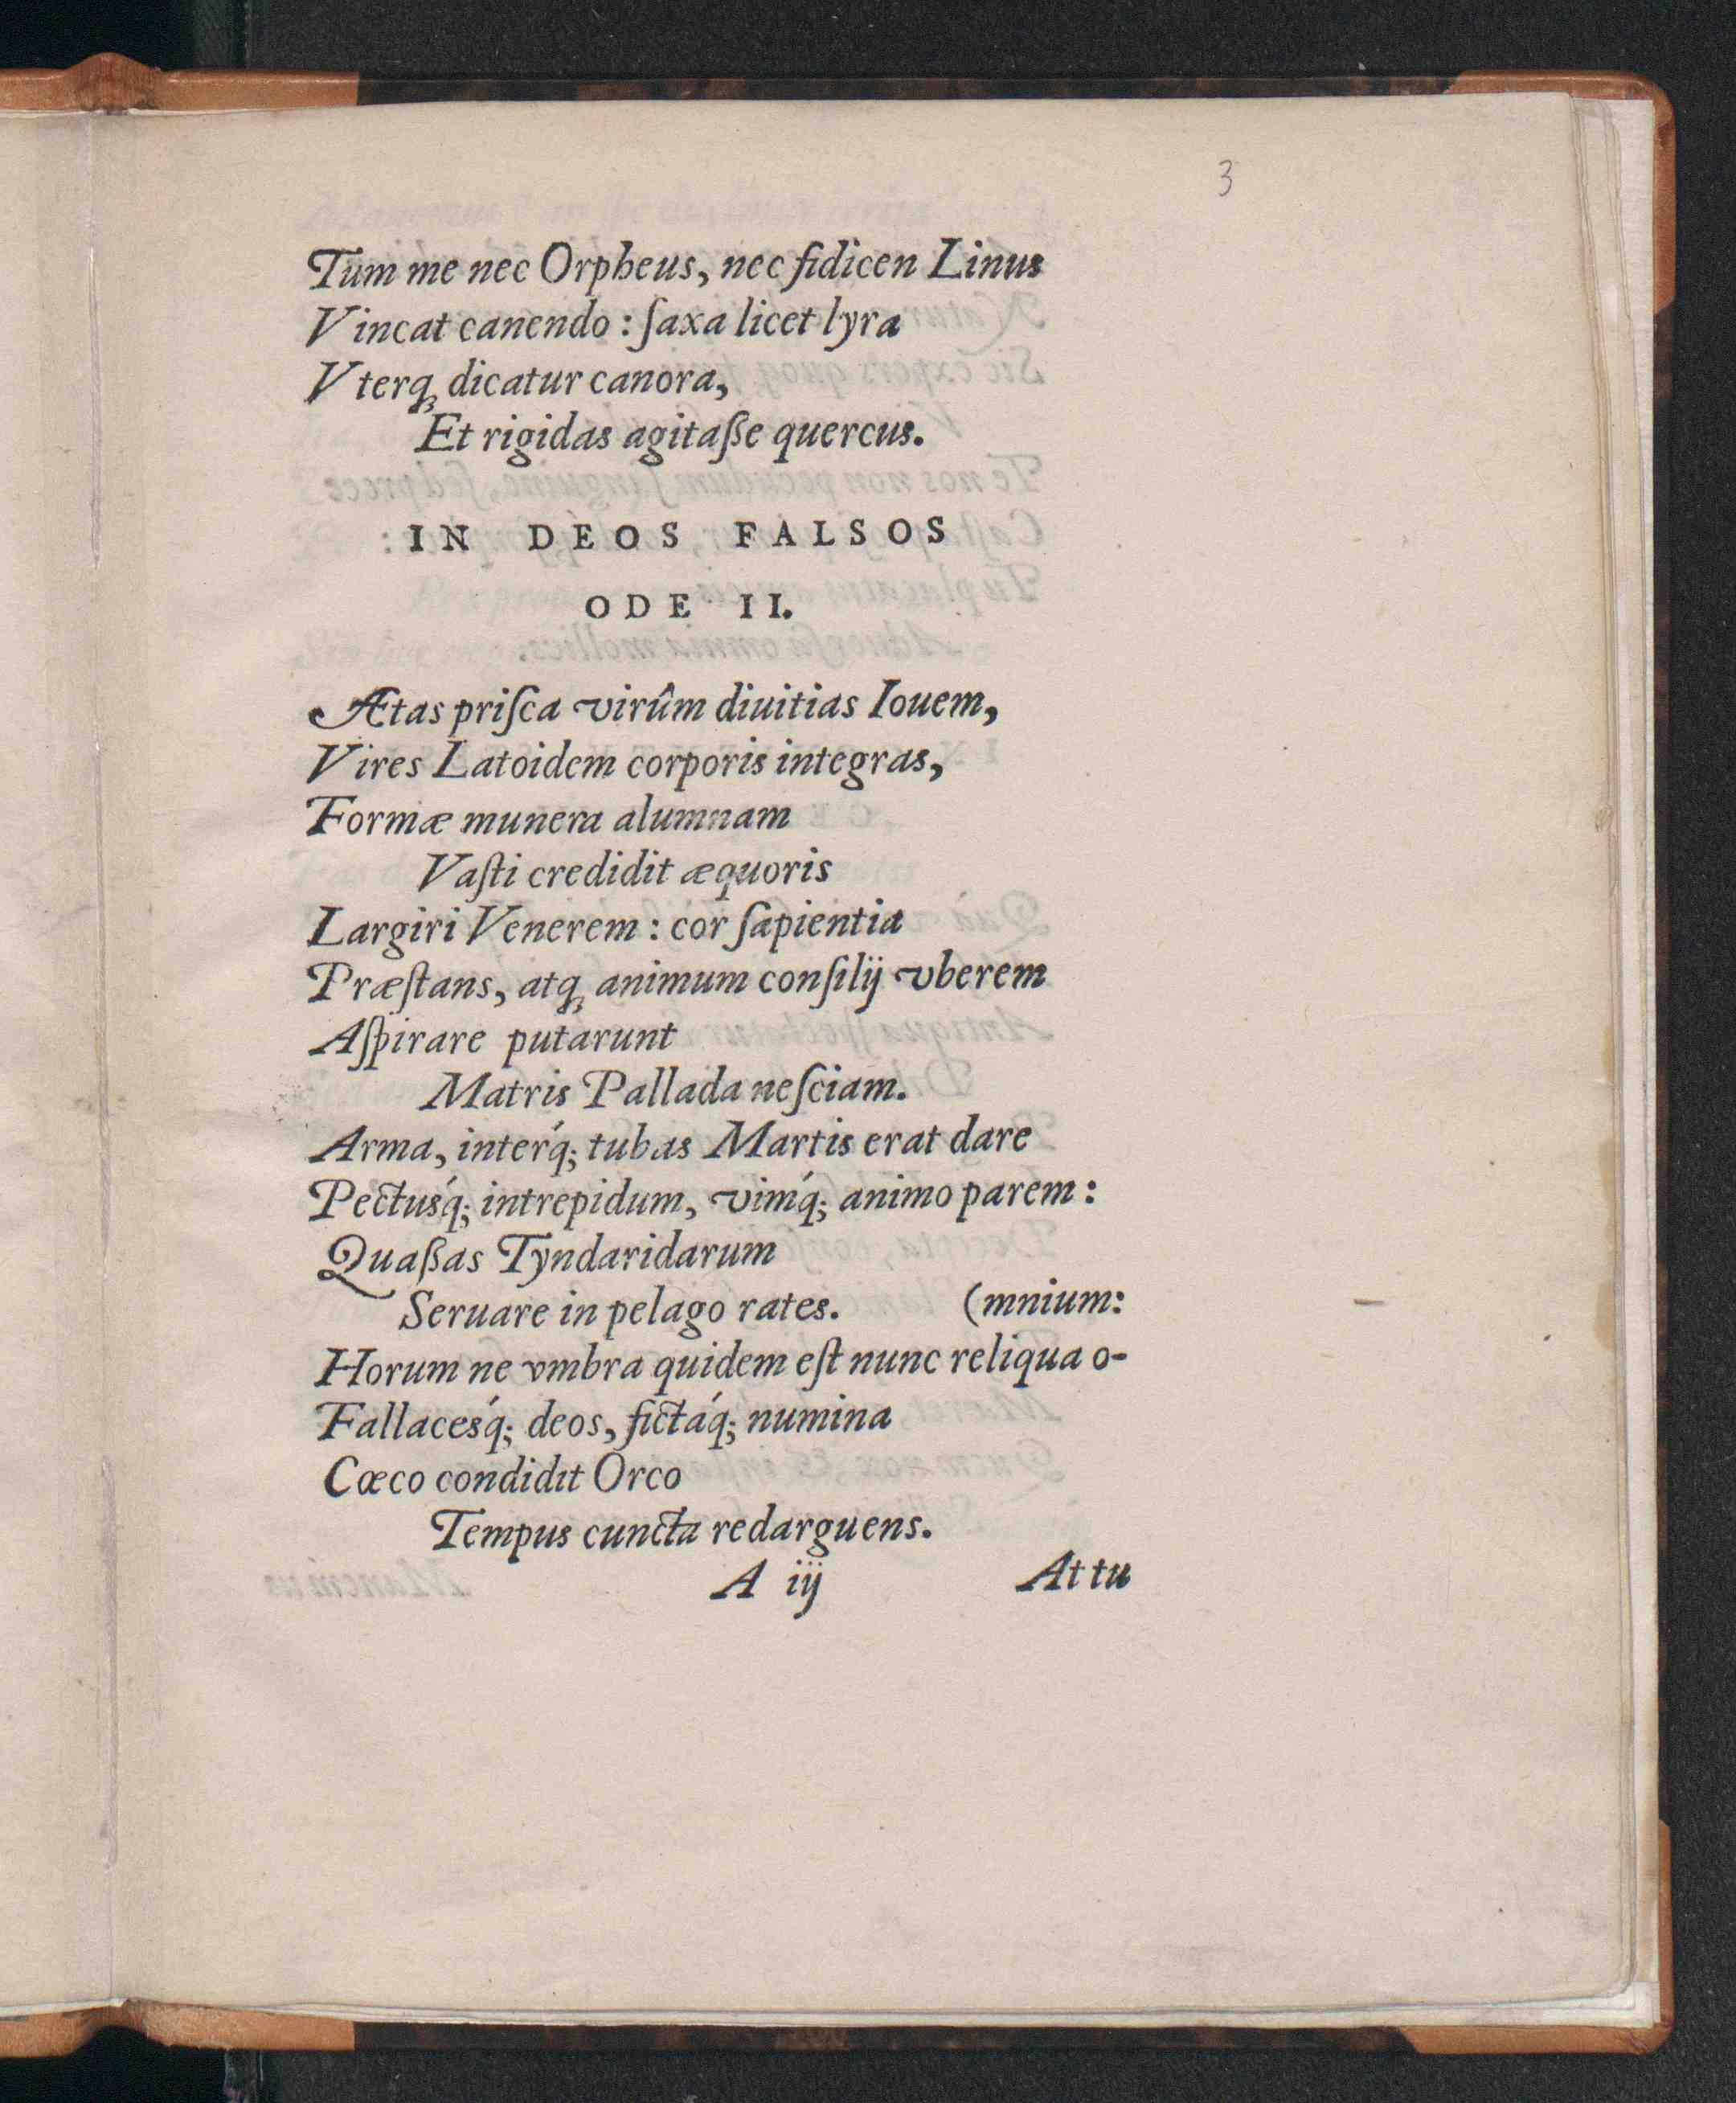 3
Tum me nec Orpheus, nec fidicen Linus
Vincat canendo : ſaxa licet lyra
Vterq́ꝫ dicatur canora,
Et rigidas agitaße quercus.
IN DEOS FALSOS
ODE II.
Ætas priſca virûm diuitias Iouem,
Vires Latoidem corporis integras,
Formæ munera alumnam
Vaſti credidit æquoris
Largiri Venerem : cor ſapientia
Præſtans, atqꝫ animum conſilij vberem
Aſpirare putarunt
Matris Pallada neſciam.
Arma, interq́; tubas Martis erat dare
Pectusq́; intrepidum, vimq́; animo parem :
Quaßas Tyndaridarum
Seruare in pelago rates. (mnium:
Horum ne vmbra quidem eſt nunc reliqua o-
Fallacesq́; deos, fictaq́; numina
Cœco condidit Orco
Tempus cuncta redarguens.
A iij At tu